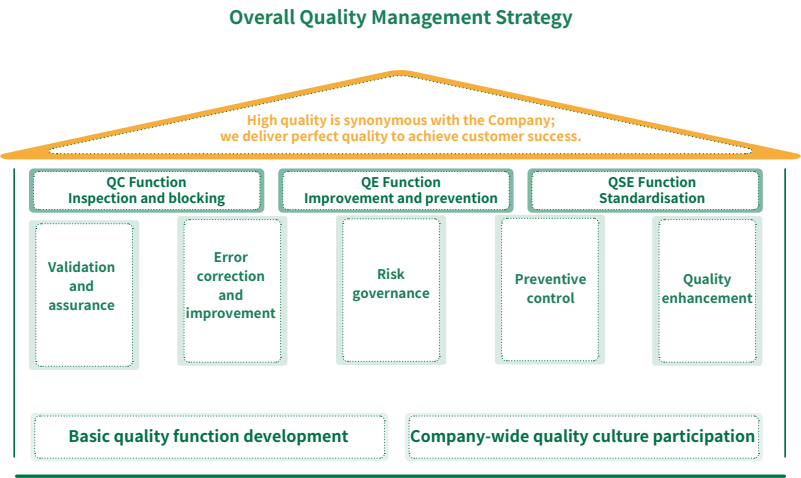 Overall Quality Management Strategy
High quality is synonymous with the Company;
we deliver perfect quality to achieve customer success.
QC Function
Inspection and blocking
QE Function
Improvement and prevention
QSE Function
Standardisation
Validation
and
assurance
Error
correction
and
improvement
Risk
governance
Preventive
control
Quality
enhancement
Basic quality function development
Company-wide quality culture participation